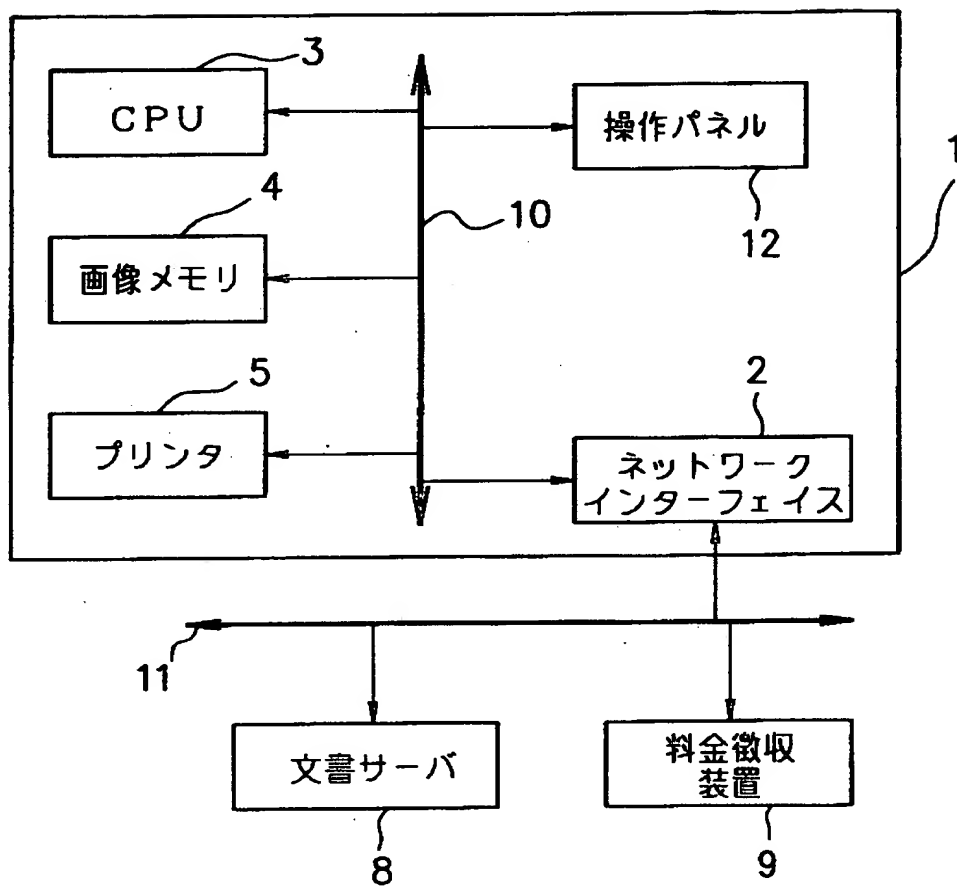 3
CPU
操作パネル
1
4
10
12
画像メモリ
5
2
プリンタ
ネットワーク
インターフェイス
11
文書サーバ
料金徴収
装置
8
9